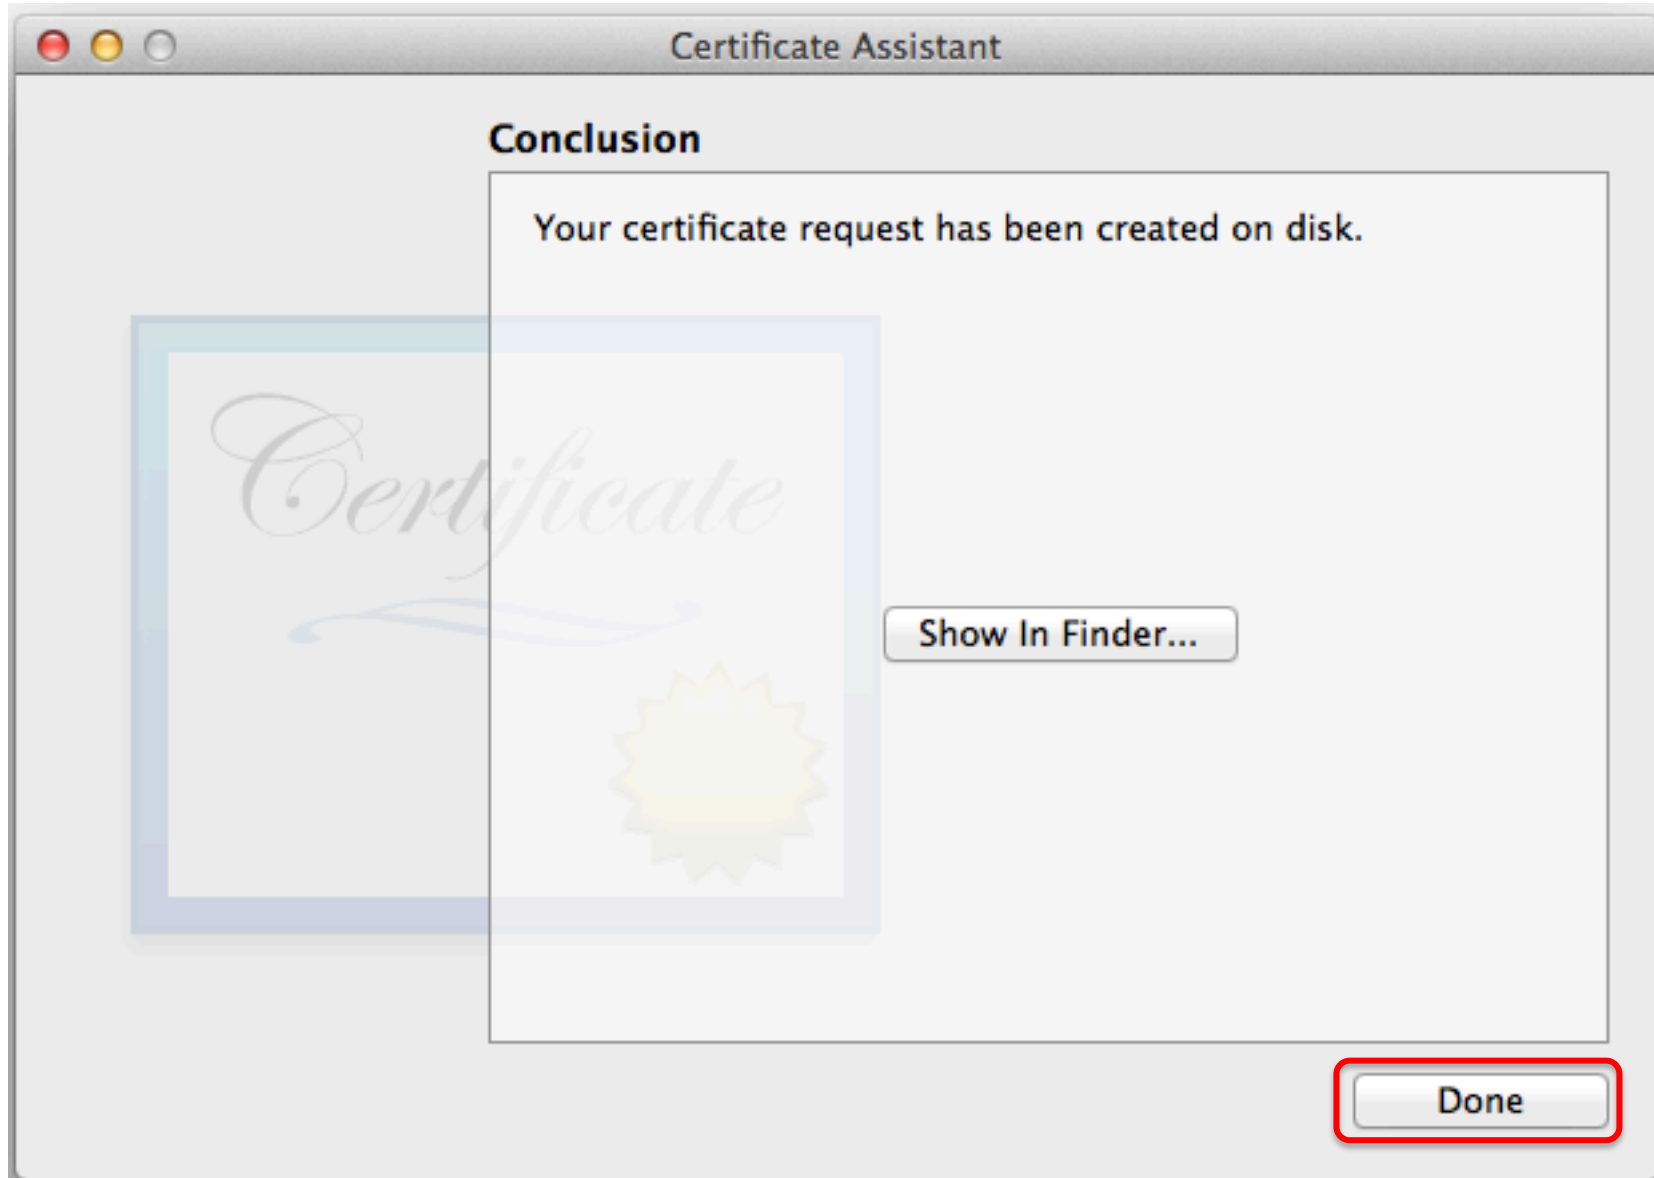 Certificate Assistant
Conclusion
Your certificate request has been created on disk.
Certificate
Show In Finder...
Done